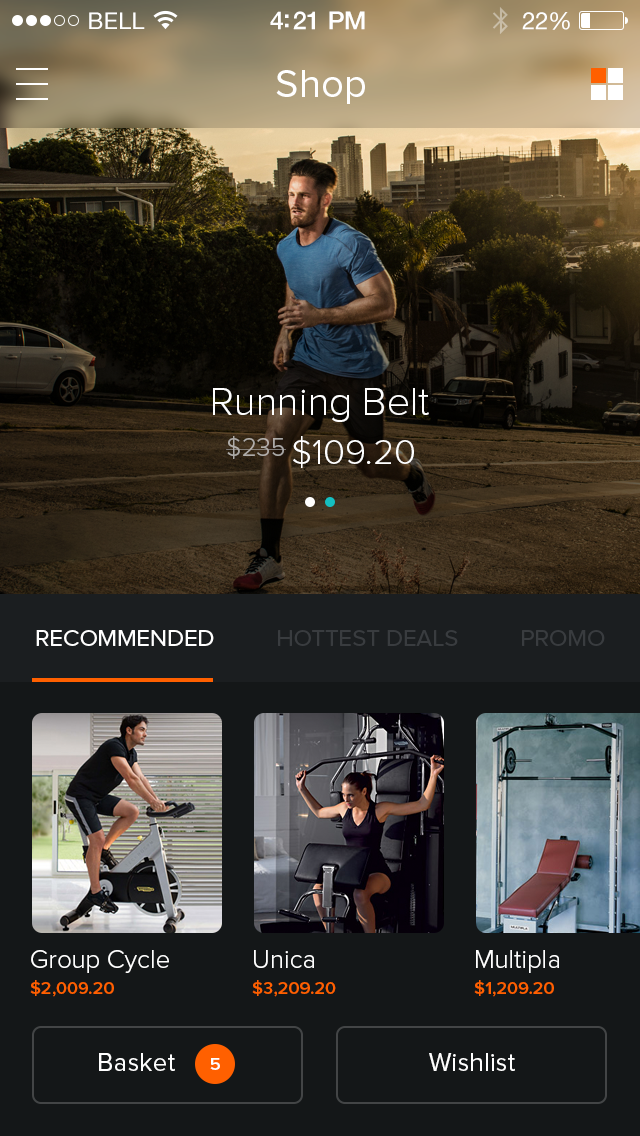 BELL 4:21 PM 22%
Shop
Running Belt
$235 $109.20
RECOMMENDED HOTTEST DEALS PROMO
Group Cycle Unica Multipla
$2,009.20 $3,209.20 $1,209.20
Basket 5 Wishlist